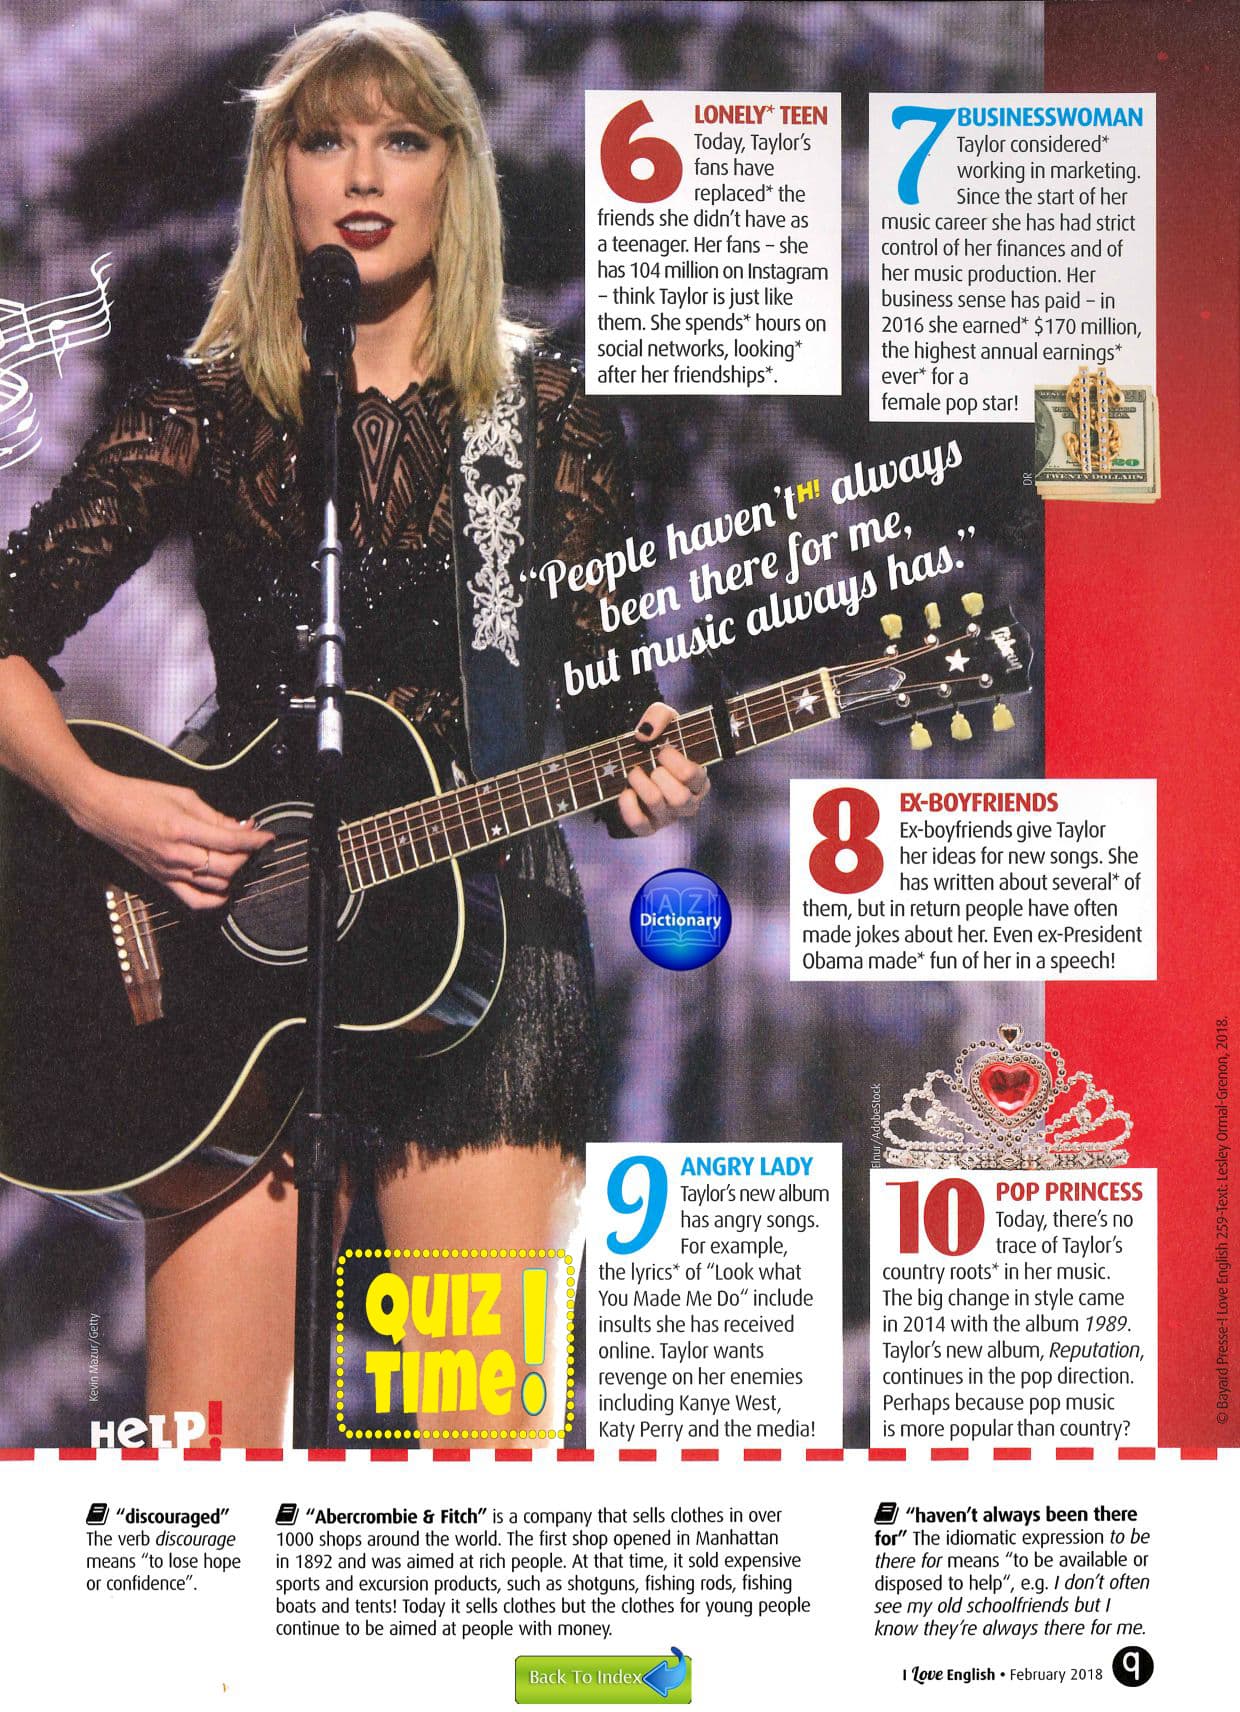 6 LONELY* TEEN
Today, Taylor's
fans have
replaced* the
friends she didn't have as
a teenager. Her fans – she
has 104 million on Instagram
– think Taylor is just like
them. She spends* hours on
social networks, looking*
after her friendships*.
7 BUSINESSWOMAN
Taylor considered*
working in marketing.
Since the start of her
music career she has had strict
control of her finances and of
her music production. Her
business sense has paid – in
2016 she earned* $170 million,
the highest annual earnings*
ever* for a
female pop star!
DR
20
TWENTY DOLLARS
"People haven't H! always
been there for me,
but music always has."
Gibson
8 EX-BOYFRIENDS
Ex-boyfriends give Taylor
her ideas for new songs. She
has written about several* of
them, but in return people have often
made jokes about her. Even ex-President
Obama made* fun of her in a speech!
A Z
Dictionary
9 ANGRY LADY
Taylor's new album
has angry songs.
For example,
the lyrics* of "Look what
You Made Me Do" include
insults she has received
online. Taylor wants
revenge on her enemies
including Kanye West,
Katy Perry and the media!
Elnur/AdobeStock
10 POP PRINCESS
Today, there's no
trace of Taylor's
country roots* in her music.
The big change in style came
in 2014 with the album 1989.
Taylor's new album, Reputation,
continues in the pop direction.
Perhaps because pop music
is more popular than country?
© Bayard Presse-I Love English 259-Text: Lesley Ormal-Grenon, 2018.
QUIZ
TIME!
Kevin Mazur/Getty
HELP!
"discouraged"
The verb discourage
means "to lose hope
or confidence".
"Abercrombie & Fitch" is a company that sells clothes in over
1000 shops around the world. The first shop opened in Manhattan
in 1892 and was aimed at rich people. At that time, it sold expensive
sports and excursion products, such as shotguns, fishing rods, fishing
boats and tents! Today it sells clothes but the clothes for young people
continue to be aimed at people with money.
"haven't always been there
for" The idiomatic expression to be
there for means "to be available or
disposed to help", e.g. I don't often
see my old schoolfriends but I
know they're always there for me.
Back To Index
I Love English • February 2018 9